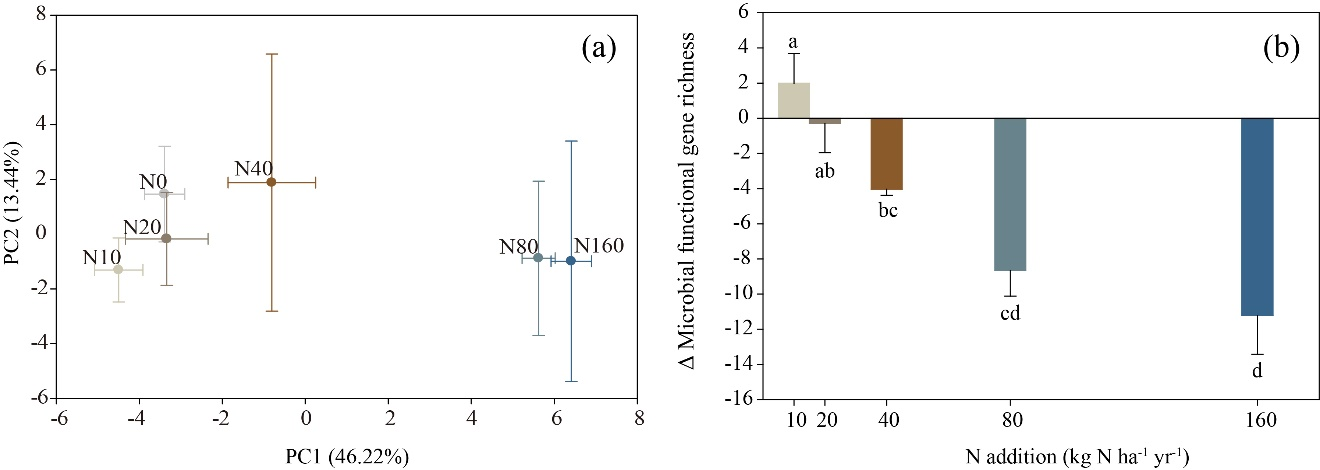 (a)
8
6
4
2
0
-2
-4
-6
PC2 (13.44%)
N0
N10
N20
N40
N80
N160
-6
-4
-2
0
2
4
6
8
PC1 (46.22%)
(b)
6
4
2
0
-2
-4
-6
-8
-10
-12
-14
-16
Δ Microbial functional gene richness
a
ab
bc
cd
d
10
20
40
80
160
N addition (kg N ha⁻¹ yr⁻¹)